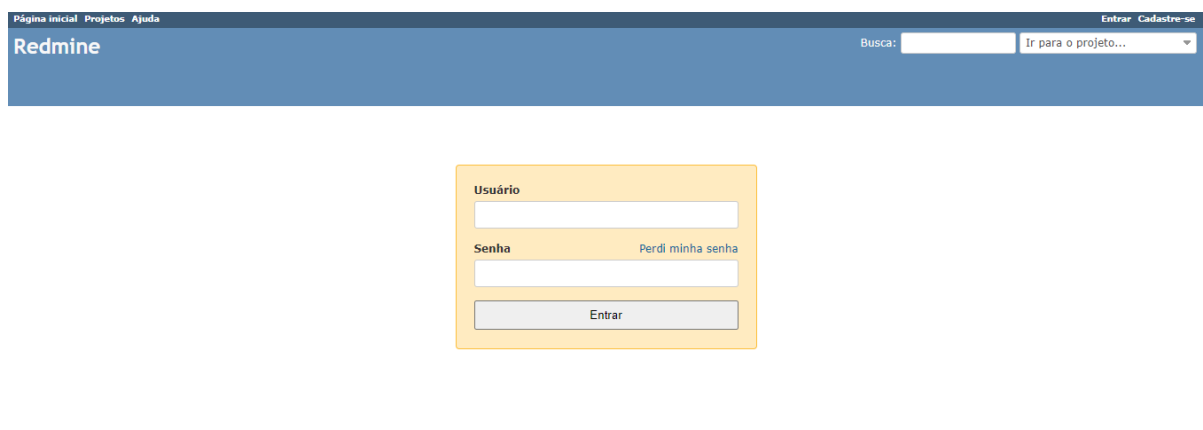 Página inicial Projetos Ajuda Entrar Cadastre-se
Redmine Busca: Ir para o projeto...
Usuário
Senha Perdi minha senha
Entrar